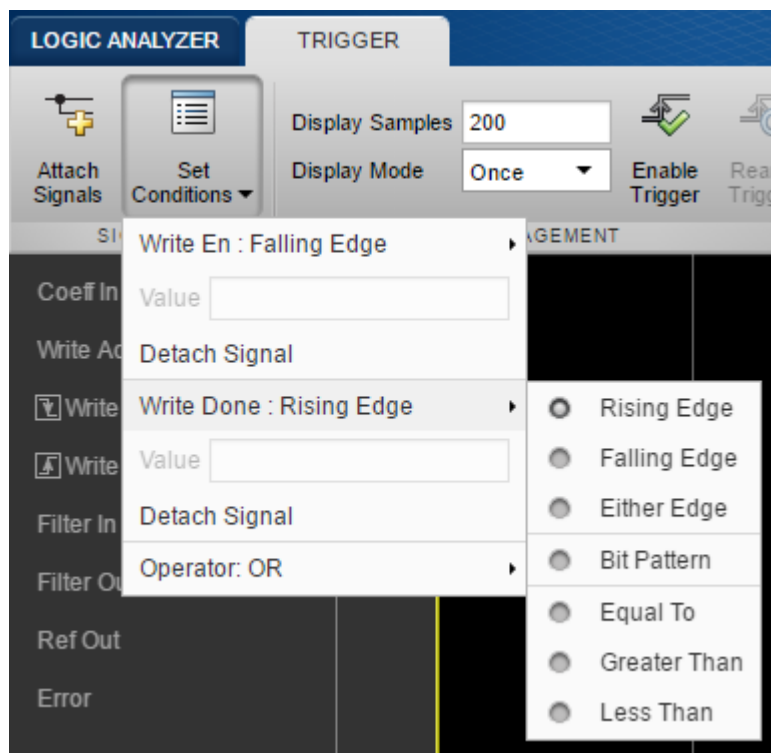 LOGIC ANALYZER
TRIGGER
Attach
Signals
Set
Conditions
Display Samples 200
Display Mode Once
Enable
Trigger
Write En : Falling Edge
Value
Detach Signal
Write Done : Rising Edge
Value
Detach Signal
Operator: OR
Rising Edge
Falling Edge
Either Edge
Bit Pattern
Equal To
Greater Than
Less Than
Coeff In
Write
Write
Write
Filter In
Filter
Ref Out
Error